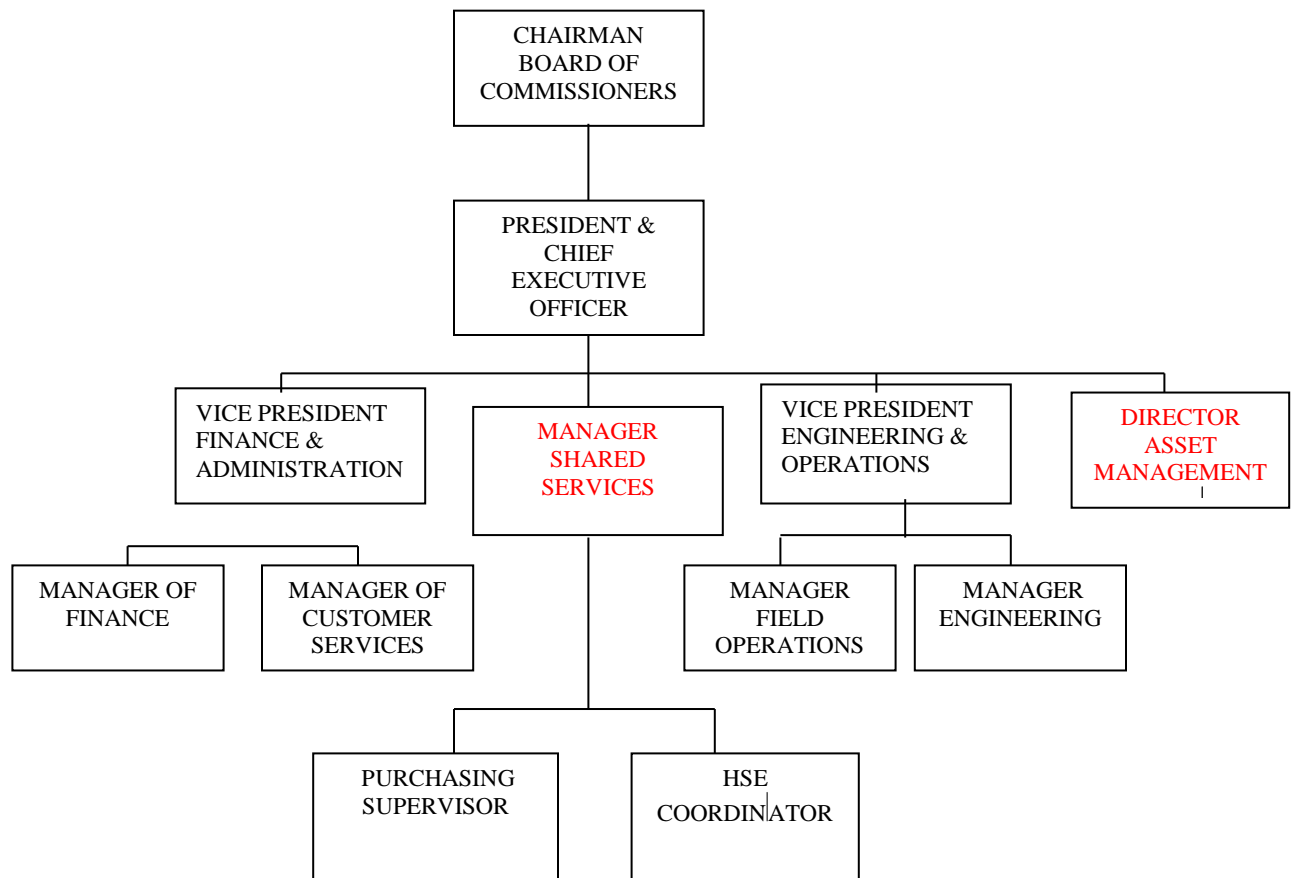 CHAIRMAN
BOARD OF
COMMISSIONERS
PRESIDENT &
CHIEF
EXECUTIVE
OFFICER
VICE PRESIDENT
FINANCE &
ADMINISTRATION
MANAGER
SHARED
SERVICES
VICE PRESIDENT
ENGINEERING &
OPERATIONS
DIRECTOR
ASSET
MANAGEMENT
MANAGER OF
FINANCE
MANAGER OF
CUSTOMER
SERVICES
MANAGER
FIELD
OPERATIONS
MANAGER
ENGINEERING
PURCHASING
SUPERVISOR
HSE
COORDINATOR